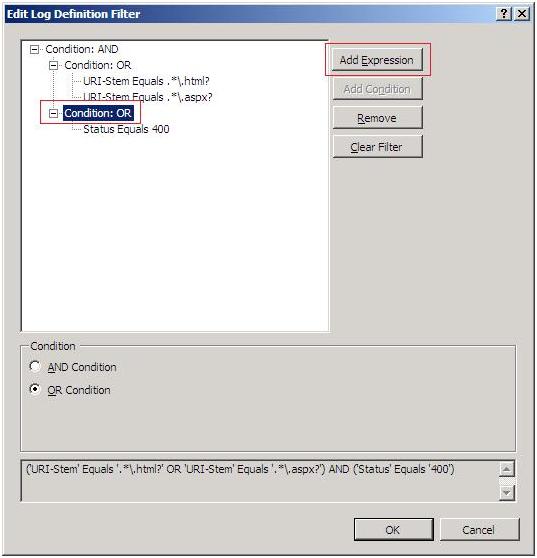 Edit Log Definition Filter
Condition: AND
Condition: OR
URI-Stem Equals .*\.html?
URI-Stem Equals .*\.aspx?
Condition: OR
Status Equals 400
Add Expression
Add Condition
Remove
Clear Filter
Condition
AND Condition
OR Condition
('URI-Stem' Equals '.*\.html?' OR 'URI-Stem' Equals '.*\.aspx?') AND ('Status' Equals '400')
OK
Cancel